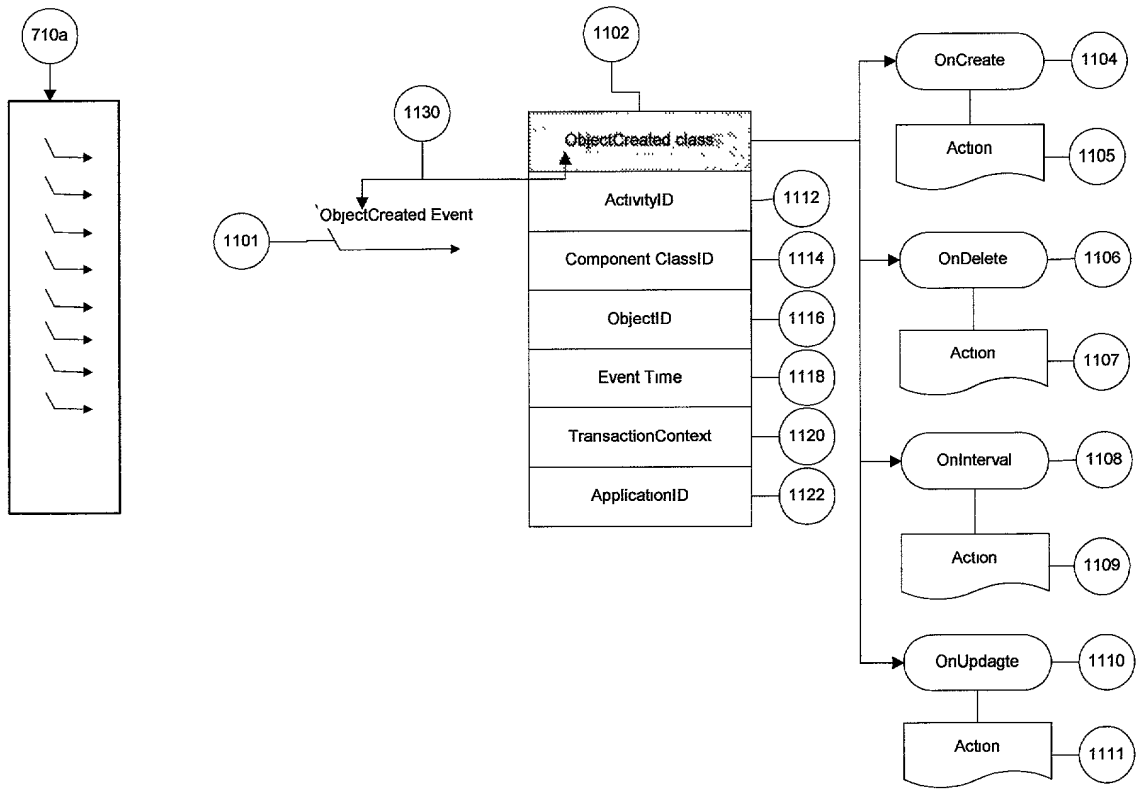 710a
1102
1130
1101
ObjectCreated Event
ObjectCreated class
ActivityID
1112
Component ClassID
1114
ObjectID
1116
Event Time
1118
TransactionContext
1120
ApplicationID
1122
OnCreate
1104
Action
1105
OnDelete
1106
Action
1107
OnInterval
1108
Action
1109
OnUpdagte
1110
Action
1111